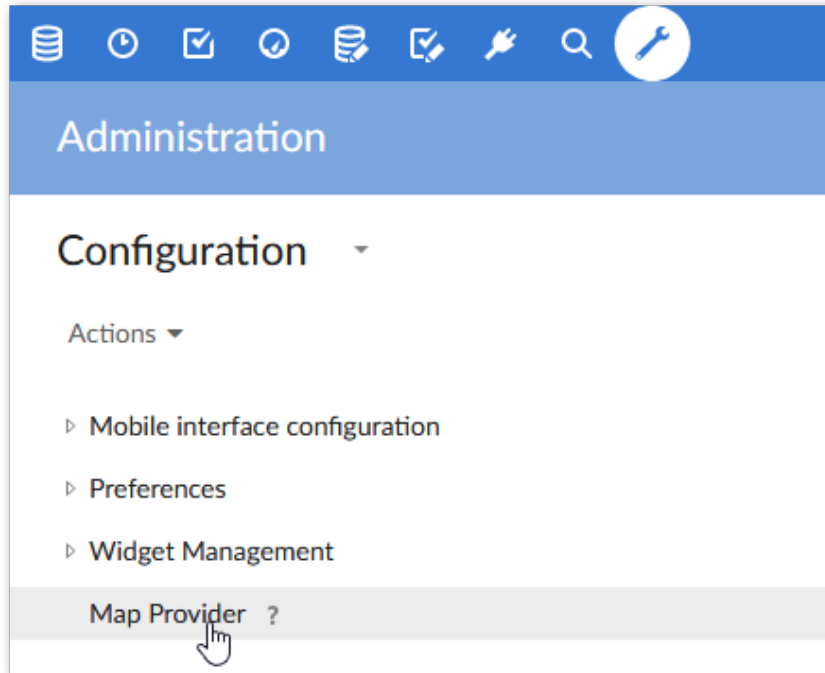 Administration
Configuration
Actions
Mobile interface configuration
Preferences
Widget Management
Map Provider ?